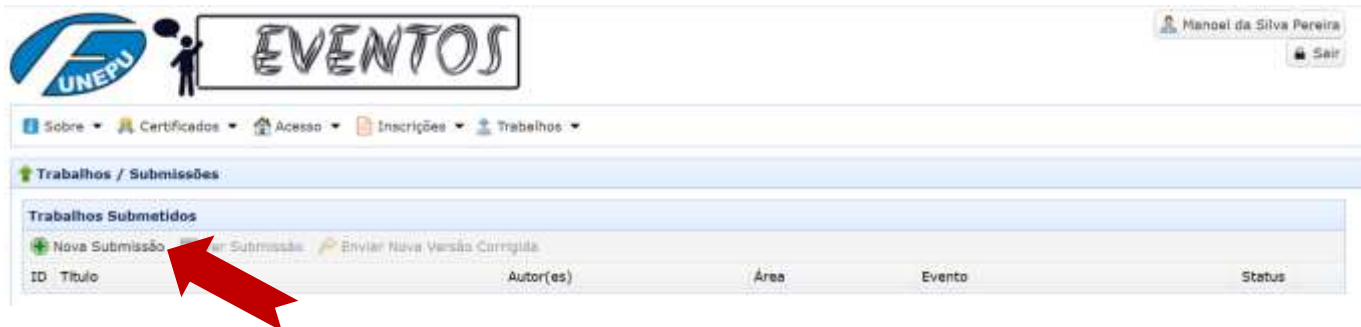 UNEPU
EVENTOS
Manoel da Silva Pereira
Sair
Sobre Certificados Acesso Inscrições Trabalhos
Trabalhos / Submissões
Trabalhos Submetidos
Nova Submissão Ver Submissão Enviar Nova Versão Corrigida
ID Título Autor(es) Área Evento Status